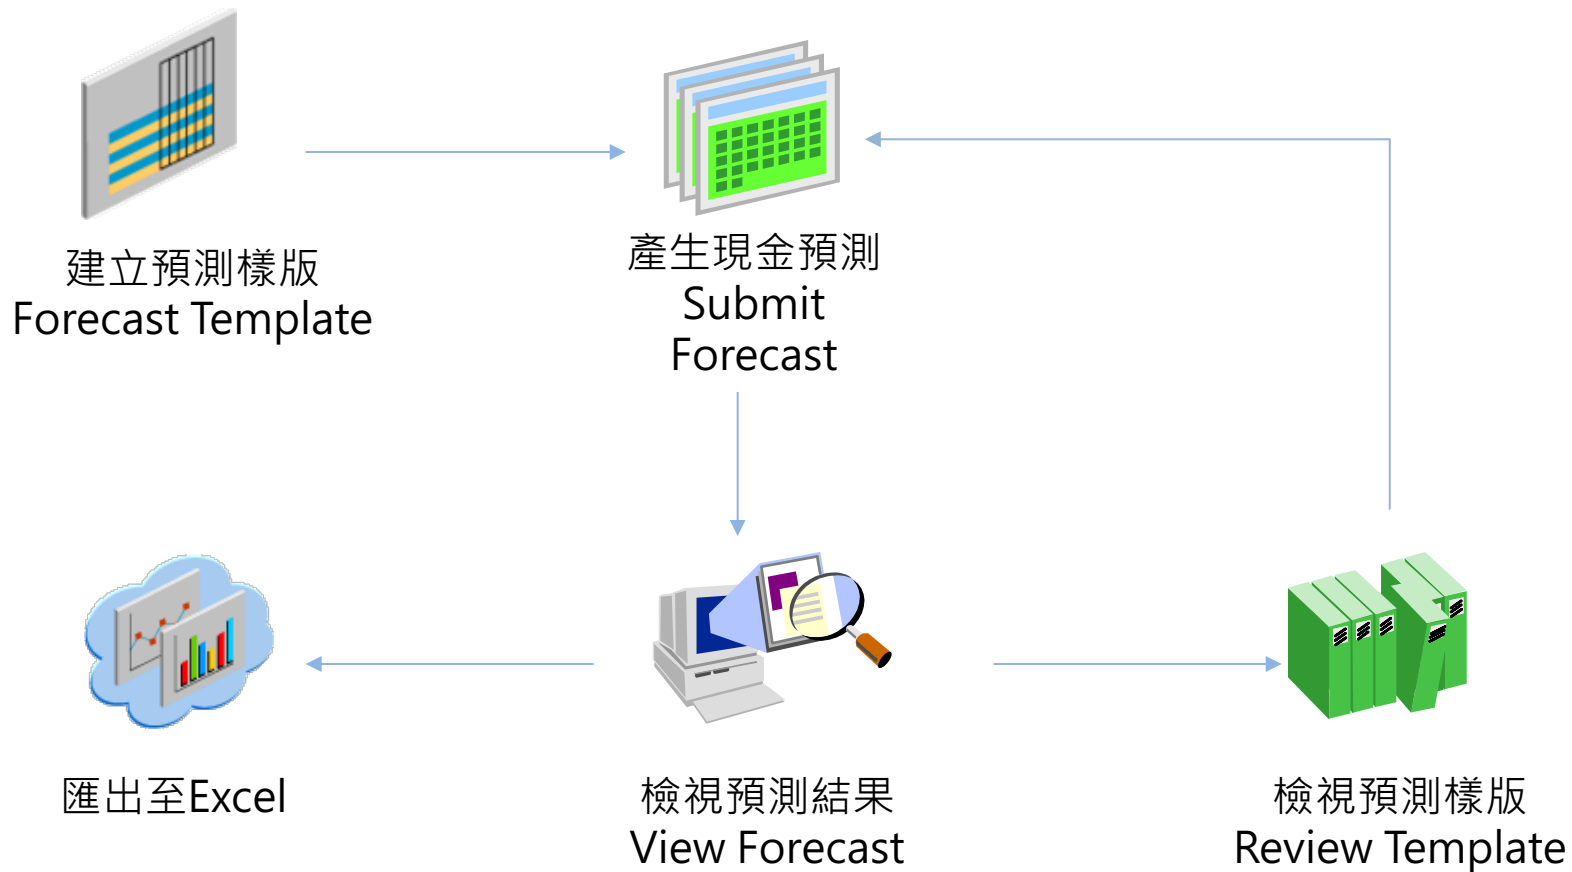 建立預測樣版
Forecast Template
產生現金預測
Submit
Forecast
匯出至Excel
檢視預測結果
View Forecast
檢視預測樣版
Review Template